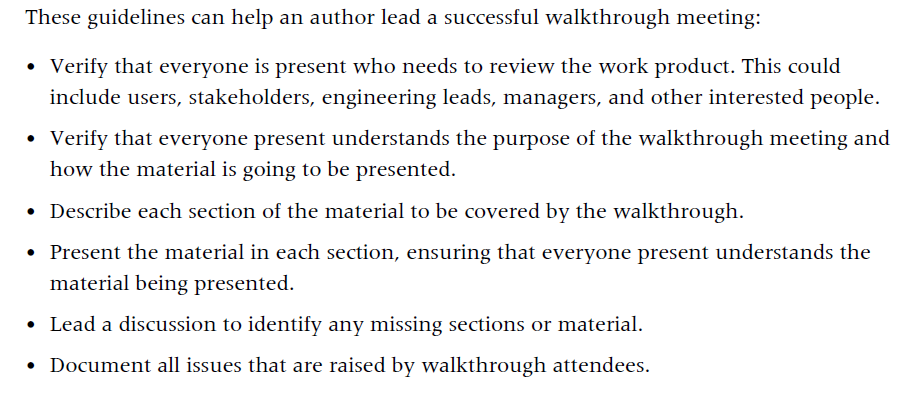 These guidelines can help an author lead a successful walkthrough meeting:
• Verify that everyone is present who needs to review the work product. This could
include users, stakeholders, engineering leads, managers, and other interested people.
• Verify that everyone present understands the purpose of the walkthrough meeting and
how the material is going to be presented.
• Describe each section of the material to be covered by the walkthrough.
• Present the material in each section, ensuring that everyone present understands the
material being presented.
• Lead a discussion to identify any missing sections or material.
• Document all issues that are raised by walkthrough attendees.